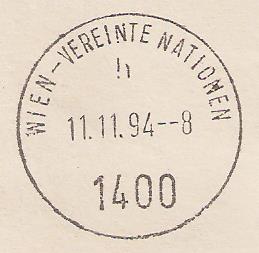 WIEN-VEREINTE NATIONEN
h
11.11.94--8
1400